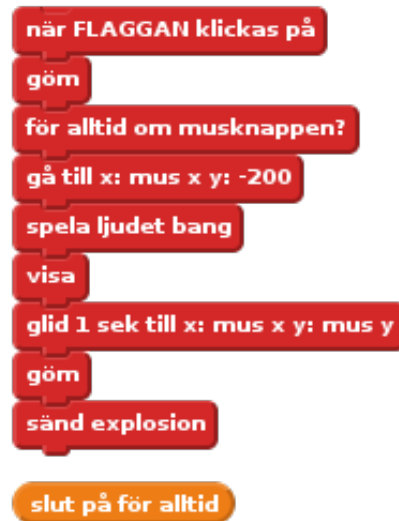 när FLAGGAN klickas på
göm
för alltid om musknappen?
gå till x: mus x y: -200
spela ljudet bang
visa
glid 1 sek till x: mus x y: mus y
göm
sänd explosion
slut på för alltid